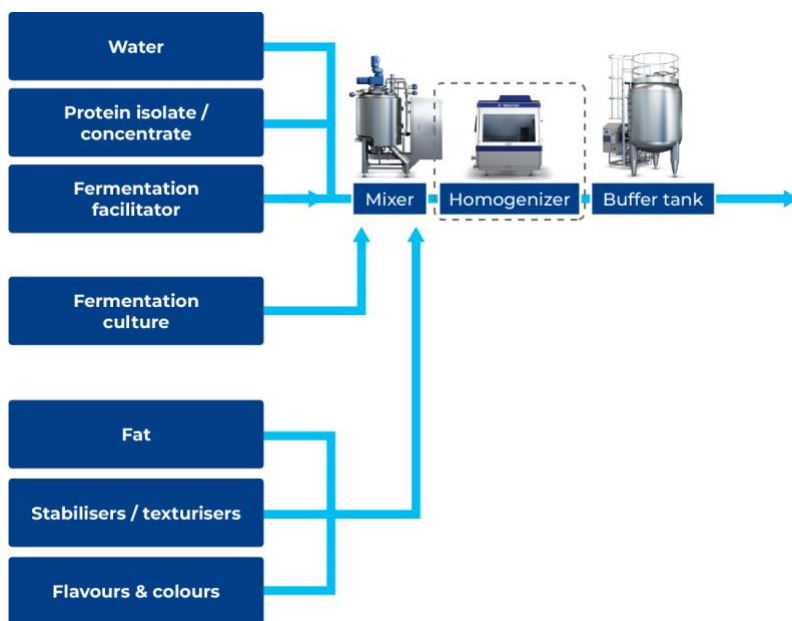 Water
Protein isolate /
concentrate
Fermentation
facilitator
Mixer
Homogenizer
Buffer tank
Fermentation
culture
Fat
Stabilisers / texturisers
Flavours & colours